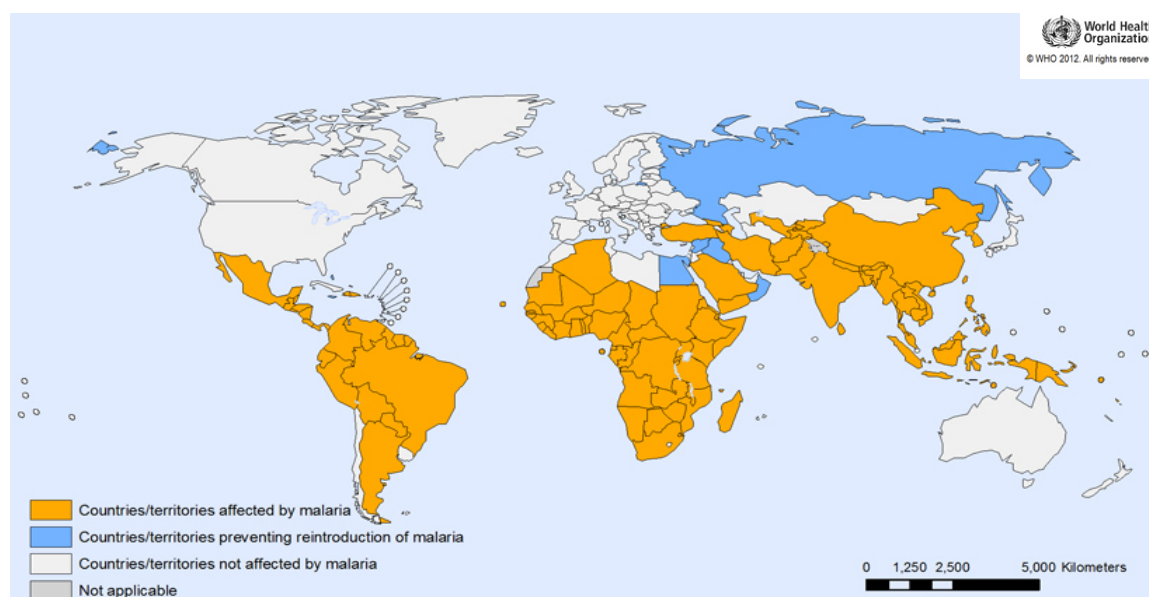 World Healt
Organizatio
© WHO 2012. All rights reserve
Countries/territories affected by malaria
Countries/territories preventing reintroduction of malaria
Countries/territories not affected by malaria
Not applicable
0 1,250 2,500 5,000 Kilometers